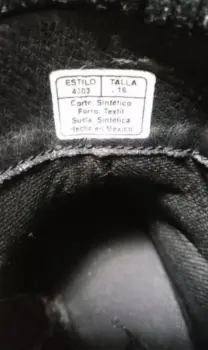 ESTILO TALLA
4303 . 16
Corte Sintético
Forro Textil
Suela Sintética
Hecho en México